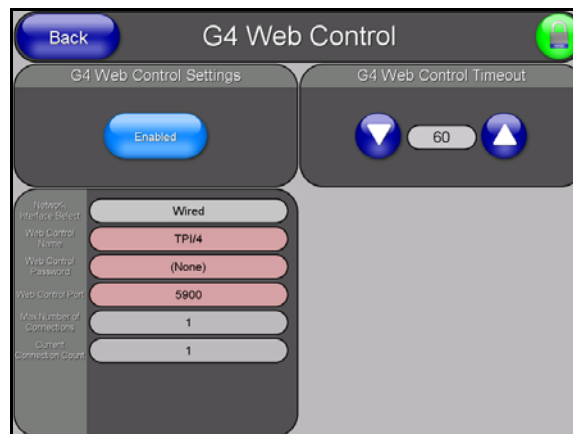 Back
G4 Web Control
G4 Web Control Settings
G4 Web Control Timeout
Enabled
60
Network
Interface Select
Wired
Web Control
Name
TPI/4
Web Control
Password
(None)
Web Control Port
5900
Max Number of
Connections
1
Current
Connection Count
1